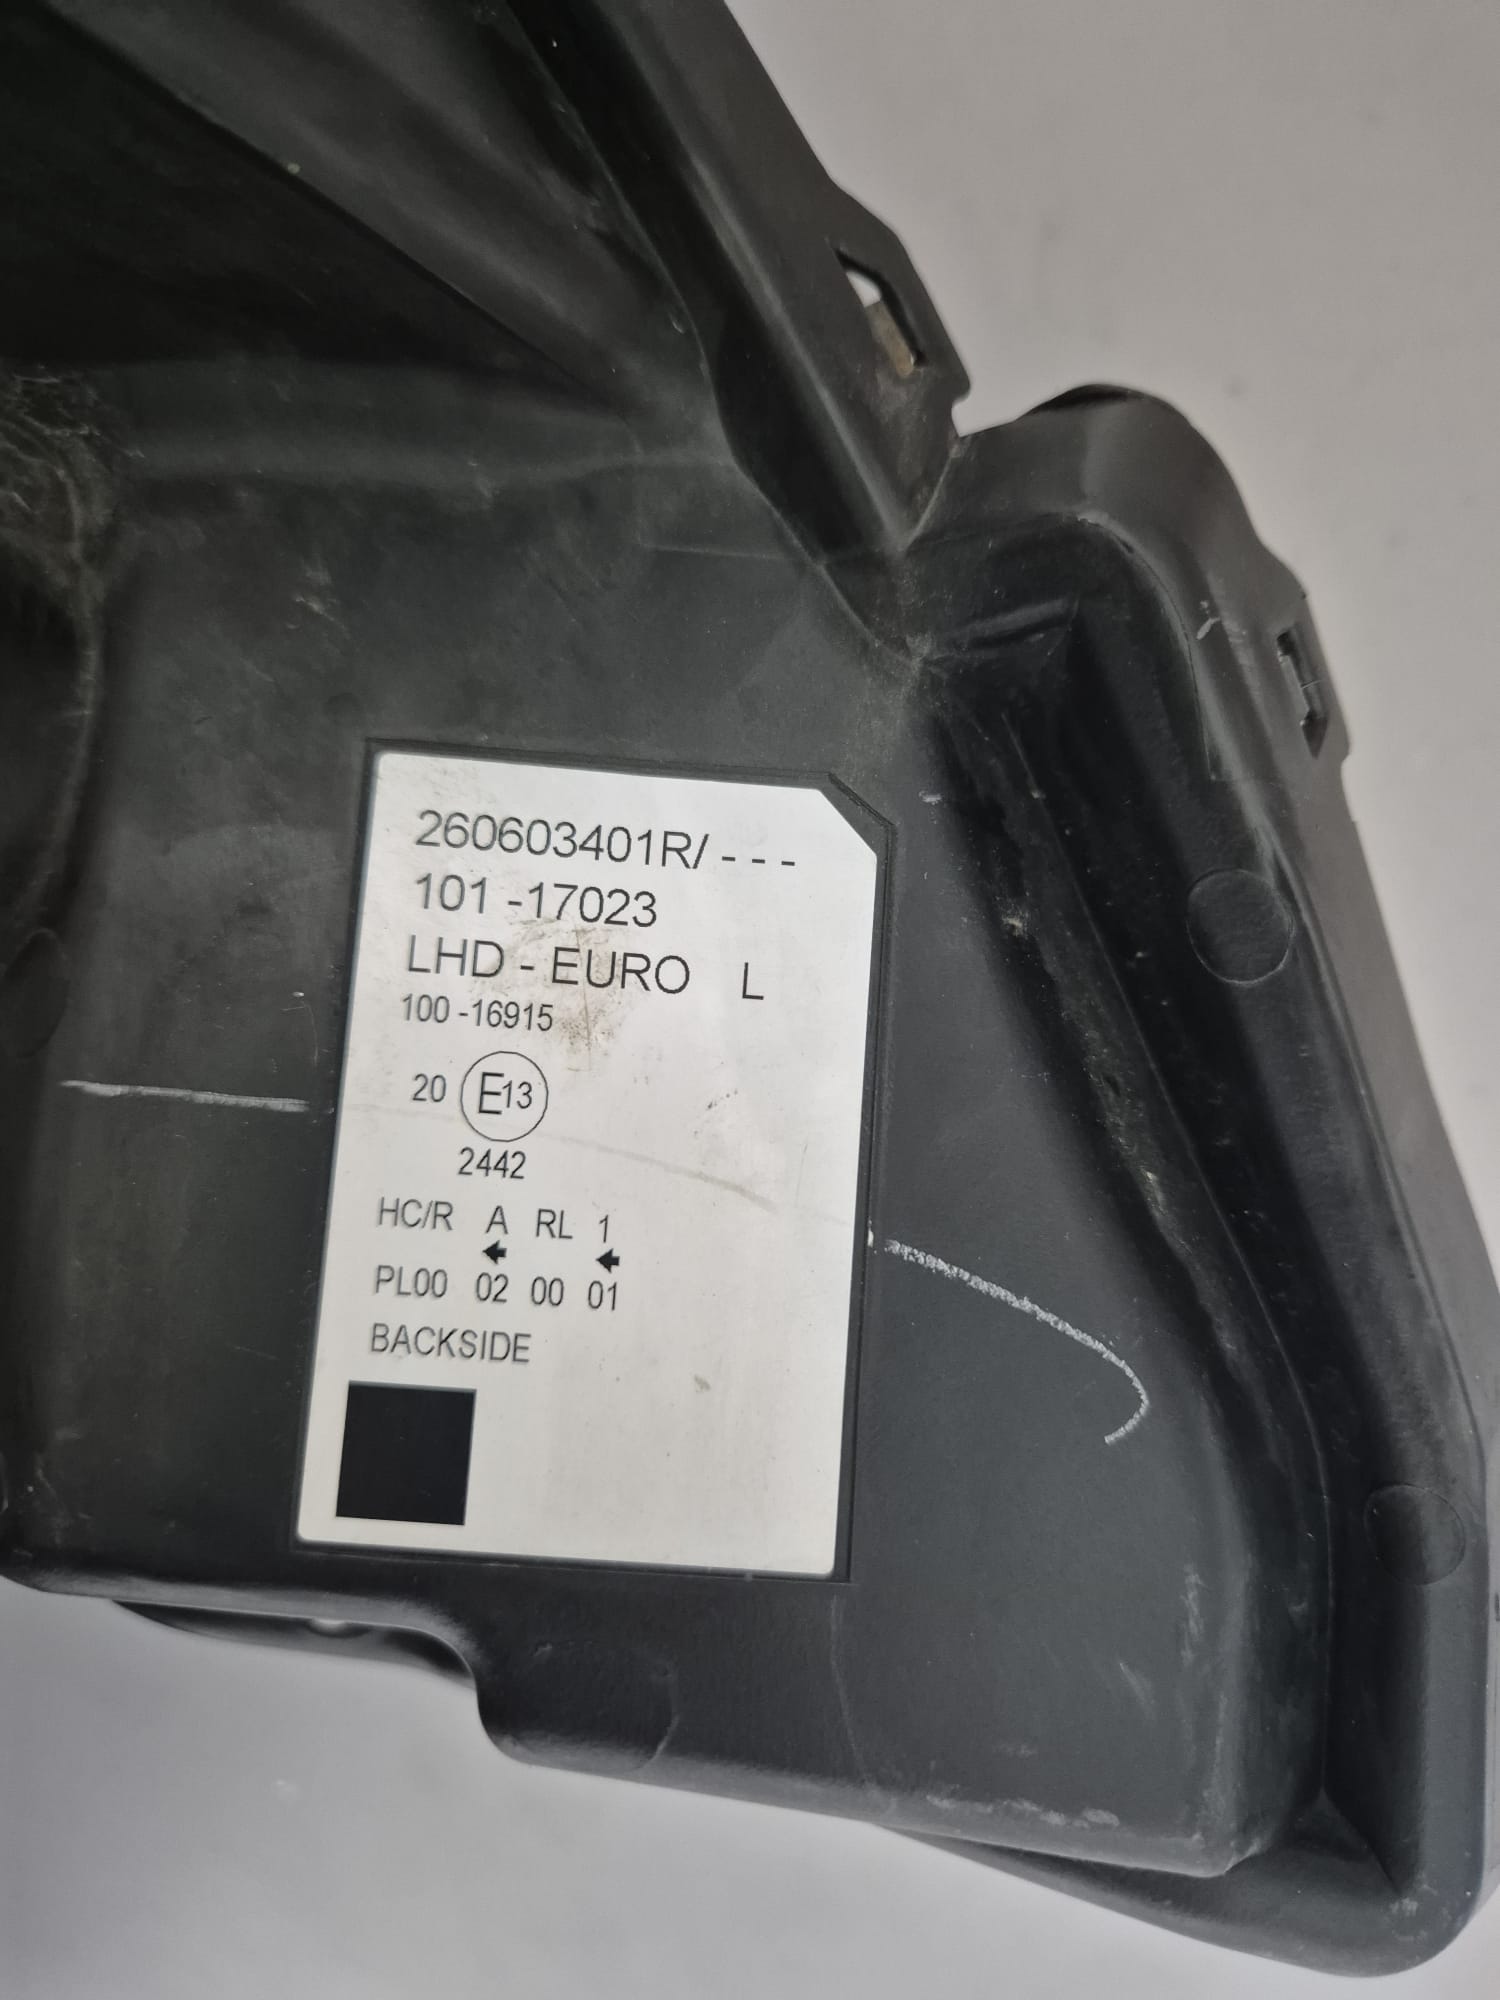 260603401R/ - - -
101 -17023
LHD - EURO L
100 -16915
20 E13
2442
HC/R A RL 1
PL00 02 00 01
BACKSIDE